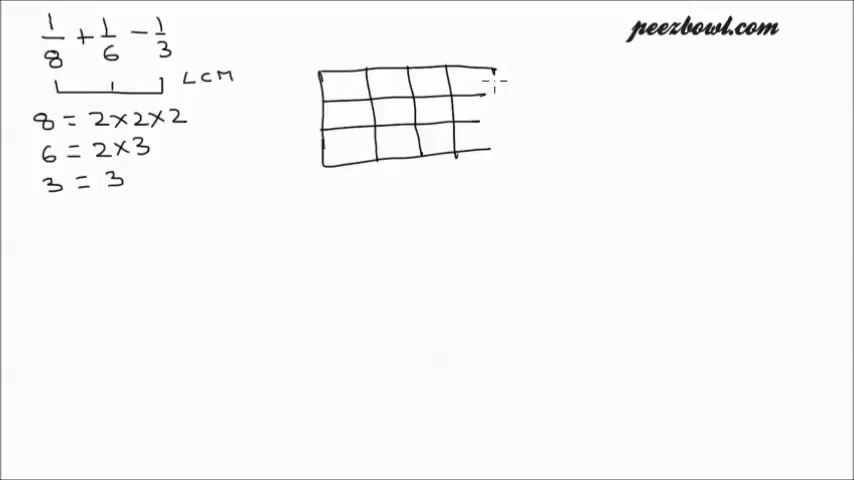 1/8 + 1/6 - 1/3
LCM
8 = 2×2×2
6 = 2×3
3 = 3
peezbowl.com